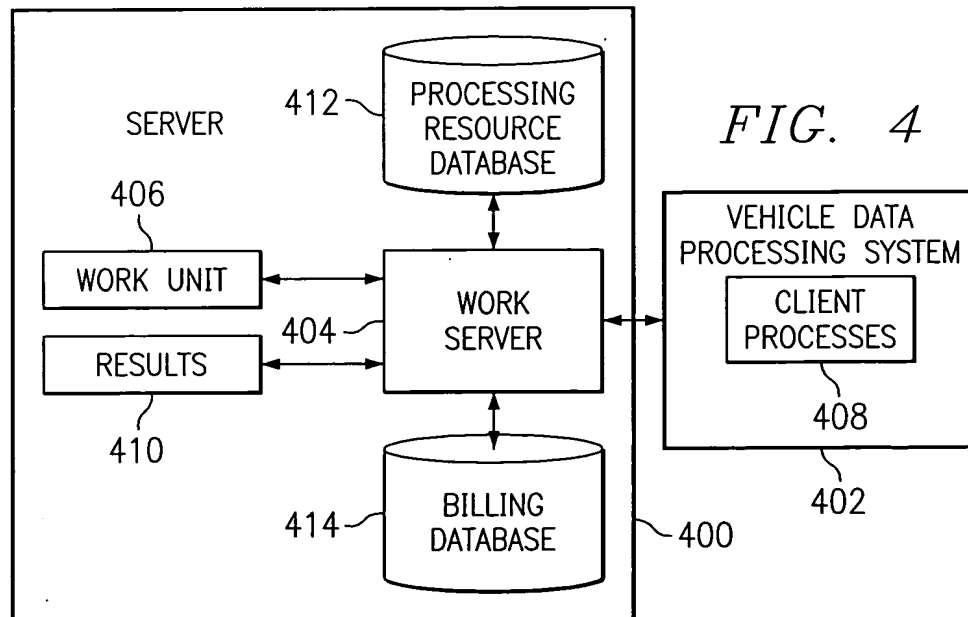 SERVER
412
PROCESSING
RESOURCE
DATABASE
FIG. 4
406
WORK UNIT
404
WORK
SERVER
RESULTS
410
VEHICLE DATA
PROCESSING SYSTEM
CLIENT
PROCESSES
408
402
414
BILLING
DATABASE
400